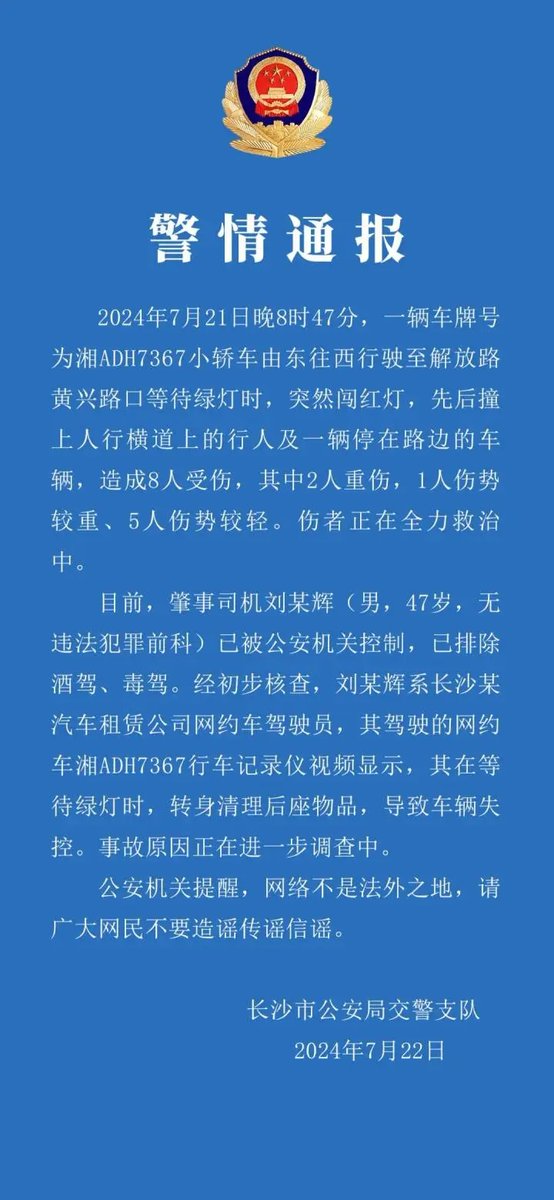 警情通报
2024年7月21日晚8时47分，一辆车牌号
为湘ADH7367小轿车由东往西行驶至解放路
黄兴路口等待绿灯时，突然闯红灯，先后撞
上人行横道上的行人及一辆停在路边的车
辆，造成8人受伤，其中2人重伤，1人伤势
较重、5人伤势较轻。伤者正在全力救治
中。
目前，肇事司机刘某辉（男，47岁，无
违法犯罪前科）已被公安机关控制，已排除
酒驾、毒驾。经初步核查，刘某辉系长沙某
汽车租赁公司网约车驾驶员，其驾驶的网约
车湘ADH7367行车记录仪视频显示，其在等
待绿灯时，转身清理后座物品，导致车辆失
控。事故原因正在进一步调查中。
公安机关提醒，网络不是法外之地，请
广大网民不要造谣传谣信谣。
长沙市公安局交警支队
2024年7月22日